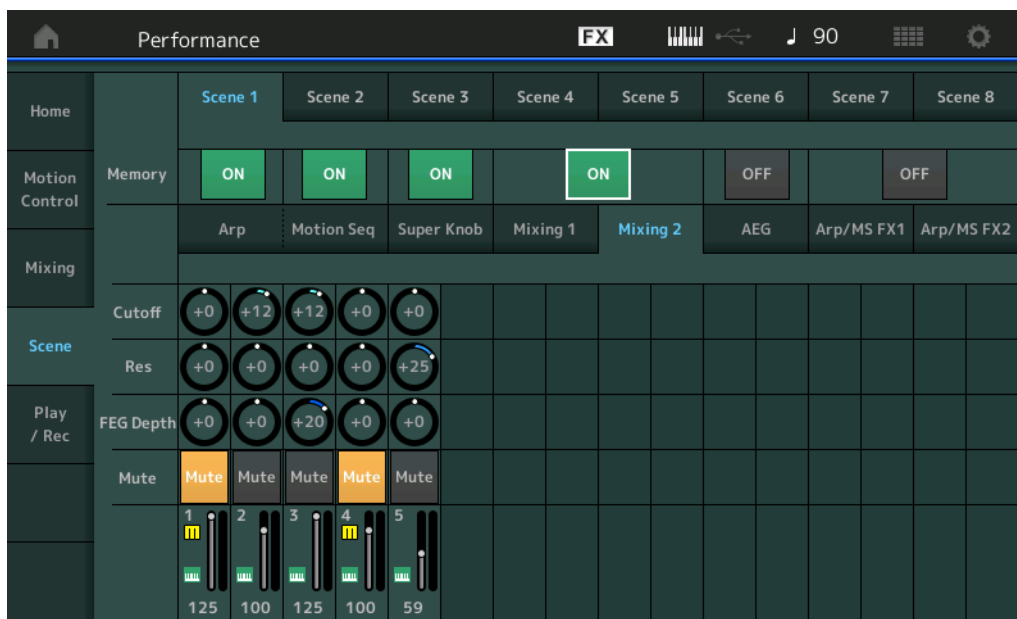 Performance FX 90
Scene 1 Scene 2 Scene 3 Scene 4 Scene 5 Scene 6 Scene 7 Scene 8
Home
Memory ON ON ON ON OFF OFF
Motion
Control
Arp Motion Seq Super Knob Mixing 1 Mixing 2 AEG Arp/MS FX1 Arp/MS FX2
Mixing
Cutoff +0 +12 +12 +0 +0
Scene
Res +0 +0 +0 +0 +25
Play
/ Rec
FEG Depth +0 +0 +20 +0 +0
Mute Mute Mute Mute Mute Mute
1 2 3 4 5
125 100 125 100 59